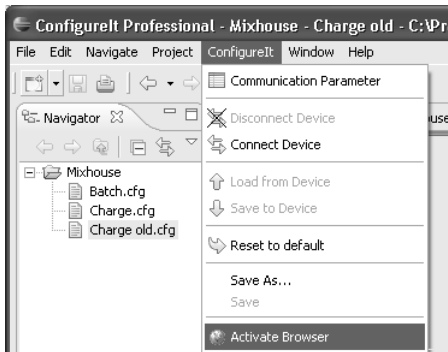 ConfigureIt Professional - Mixhouse - Charge old - C:\Pr
File Edit Navigate Project ConfigureIt Window Help
Communication Parameter
Navigator
Disconnect Device
Connect Device
Mixhouse
Batch.cfg
Charge.cfg
Charge old.cfg
Load from Device
Save to Device
Reset to default
Save As...
Save
Activate Browser